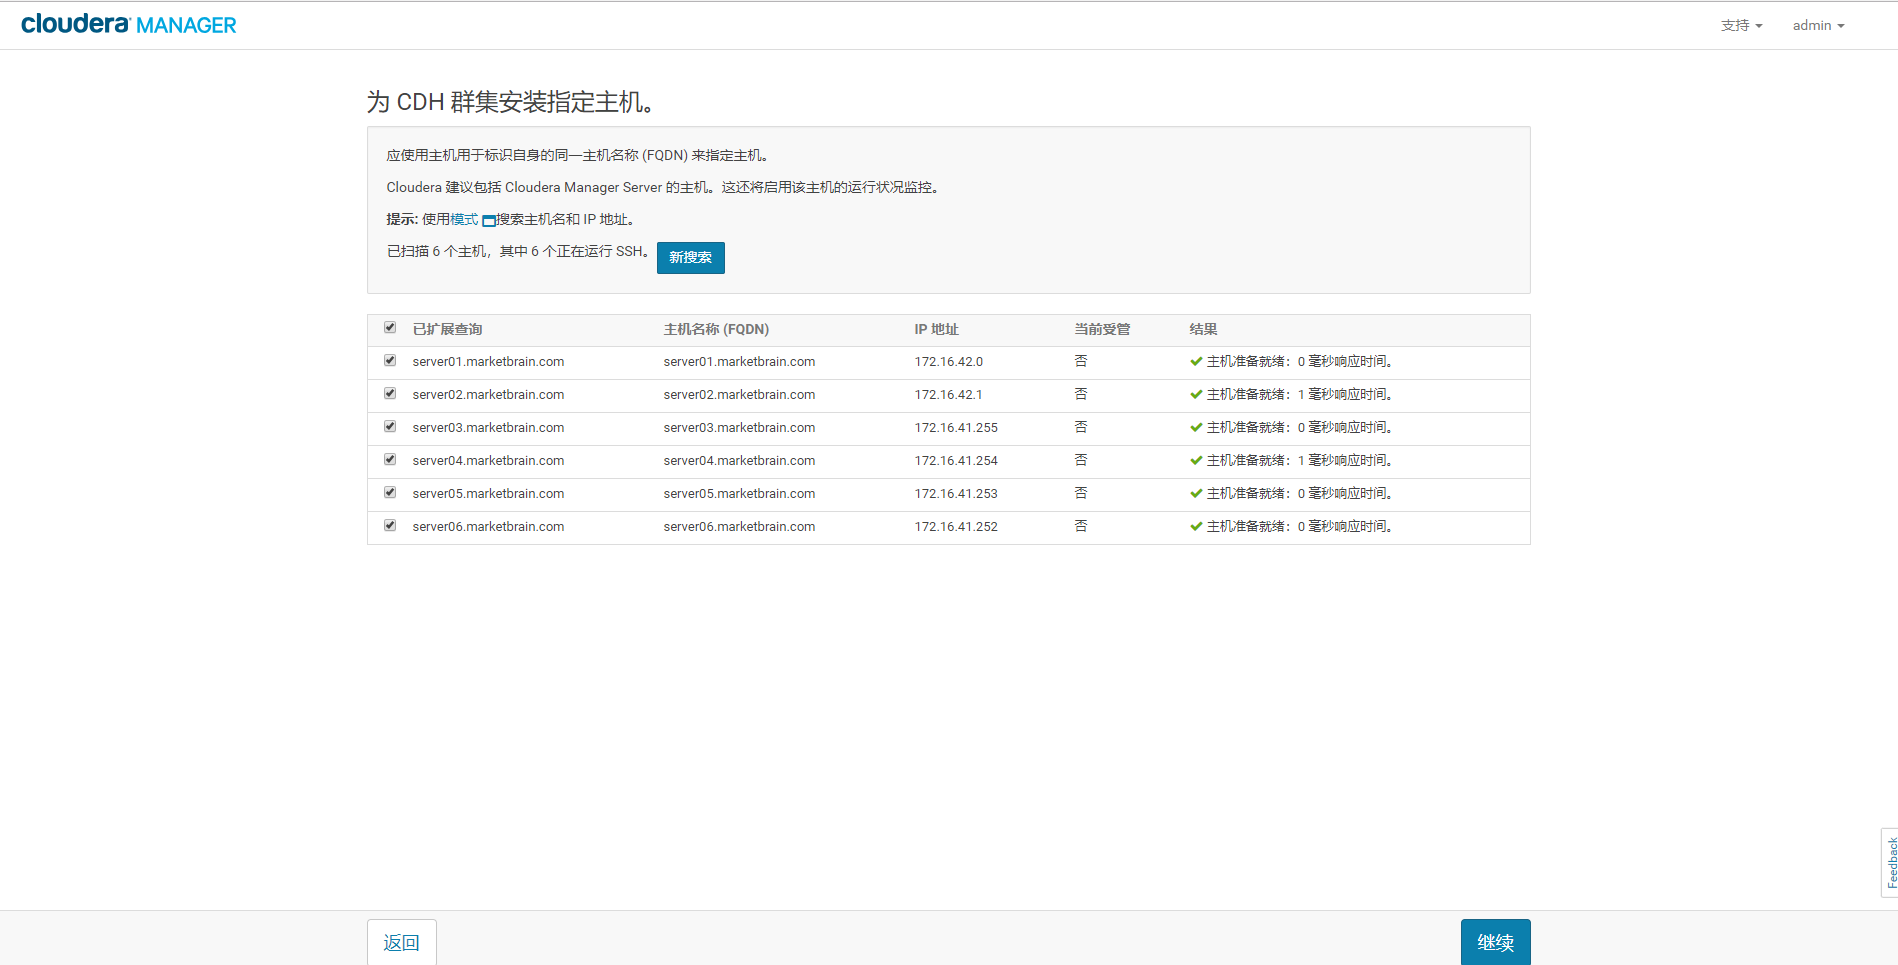 cloudera MANAGER
支持 admin
为 CDH 群集安装指定主机。
应使用主机用于标识自身的同一主机名称 (FQDN) 来指定主机。
Cloudera 建议包括 Cloudera Manager Server 的主机。这还将启用该主机的运行状况监控。
提示: 使用模式 搜索主机名和 IP 地址。
已扫描 6 个主机，其中 6 个正在运行 SSH。 新搜索
已扩展查询 主机名称 (FQDN) IP 地址 当前受管 结果
server01.marketbrain.com server01.marketbrain.com 172.16.42.0 否 主机准备就绪：0 毫秒响应时间。
server02.marketbrain.com server02.marketbrain.com 172.16.42.1 否 主机准备就绪：1 毫秒响应时间。
server03.marketbrain.com server03.marketbrain.com 172.16.41.255 否 主机准备就绪：0 毫秒响应时间。
server04.marketbrain.com server04.marketbrain.com 172.16.41.254 否 主机准备就绪：1 毫秒响应时间。
server05.marketbrain.com server05.marketbrain.com 172.16.41.253 否 主机准备就绪：0 毫秒响应时间。
server06.marketbrain.com server06.marketbrain.com 172.16.41.252 否 主机准备就绪：0 毫秒响应时间。
Feedback
返回 继续